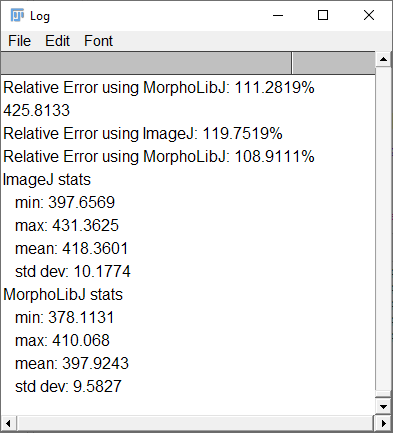 Log
File Edit Font
Relative Error using MorphoLibJ: 111.2819%
425.8133
Relative Error using ImageJ: 119.7519%
Relative Error using MorphoLibJ: 108.9111%
ImageJ stats
min: 397.6569
max: 431.3625
mean: 418.3601
std dev: 10.1774
MorphoLibJ stats
min: 378.1131
max: 410.068
mean: 397.9243
std dev: 9.5827